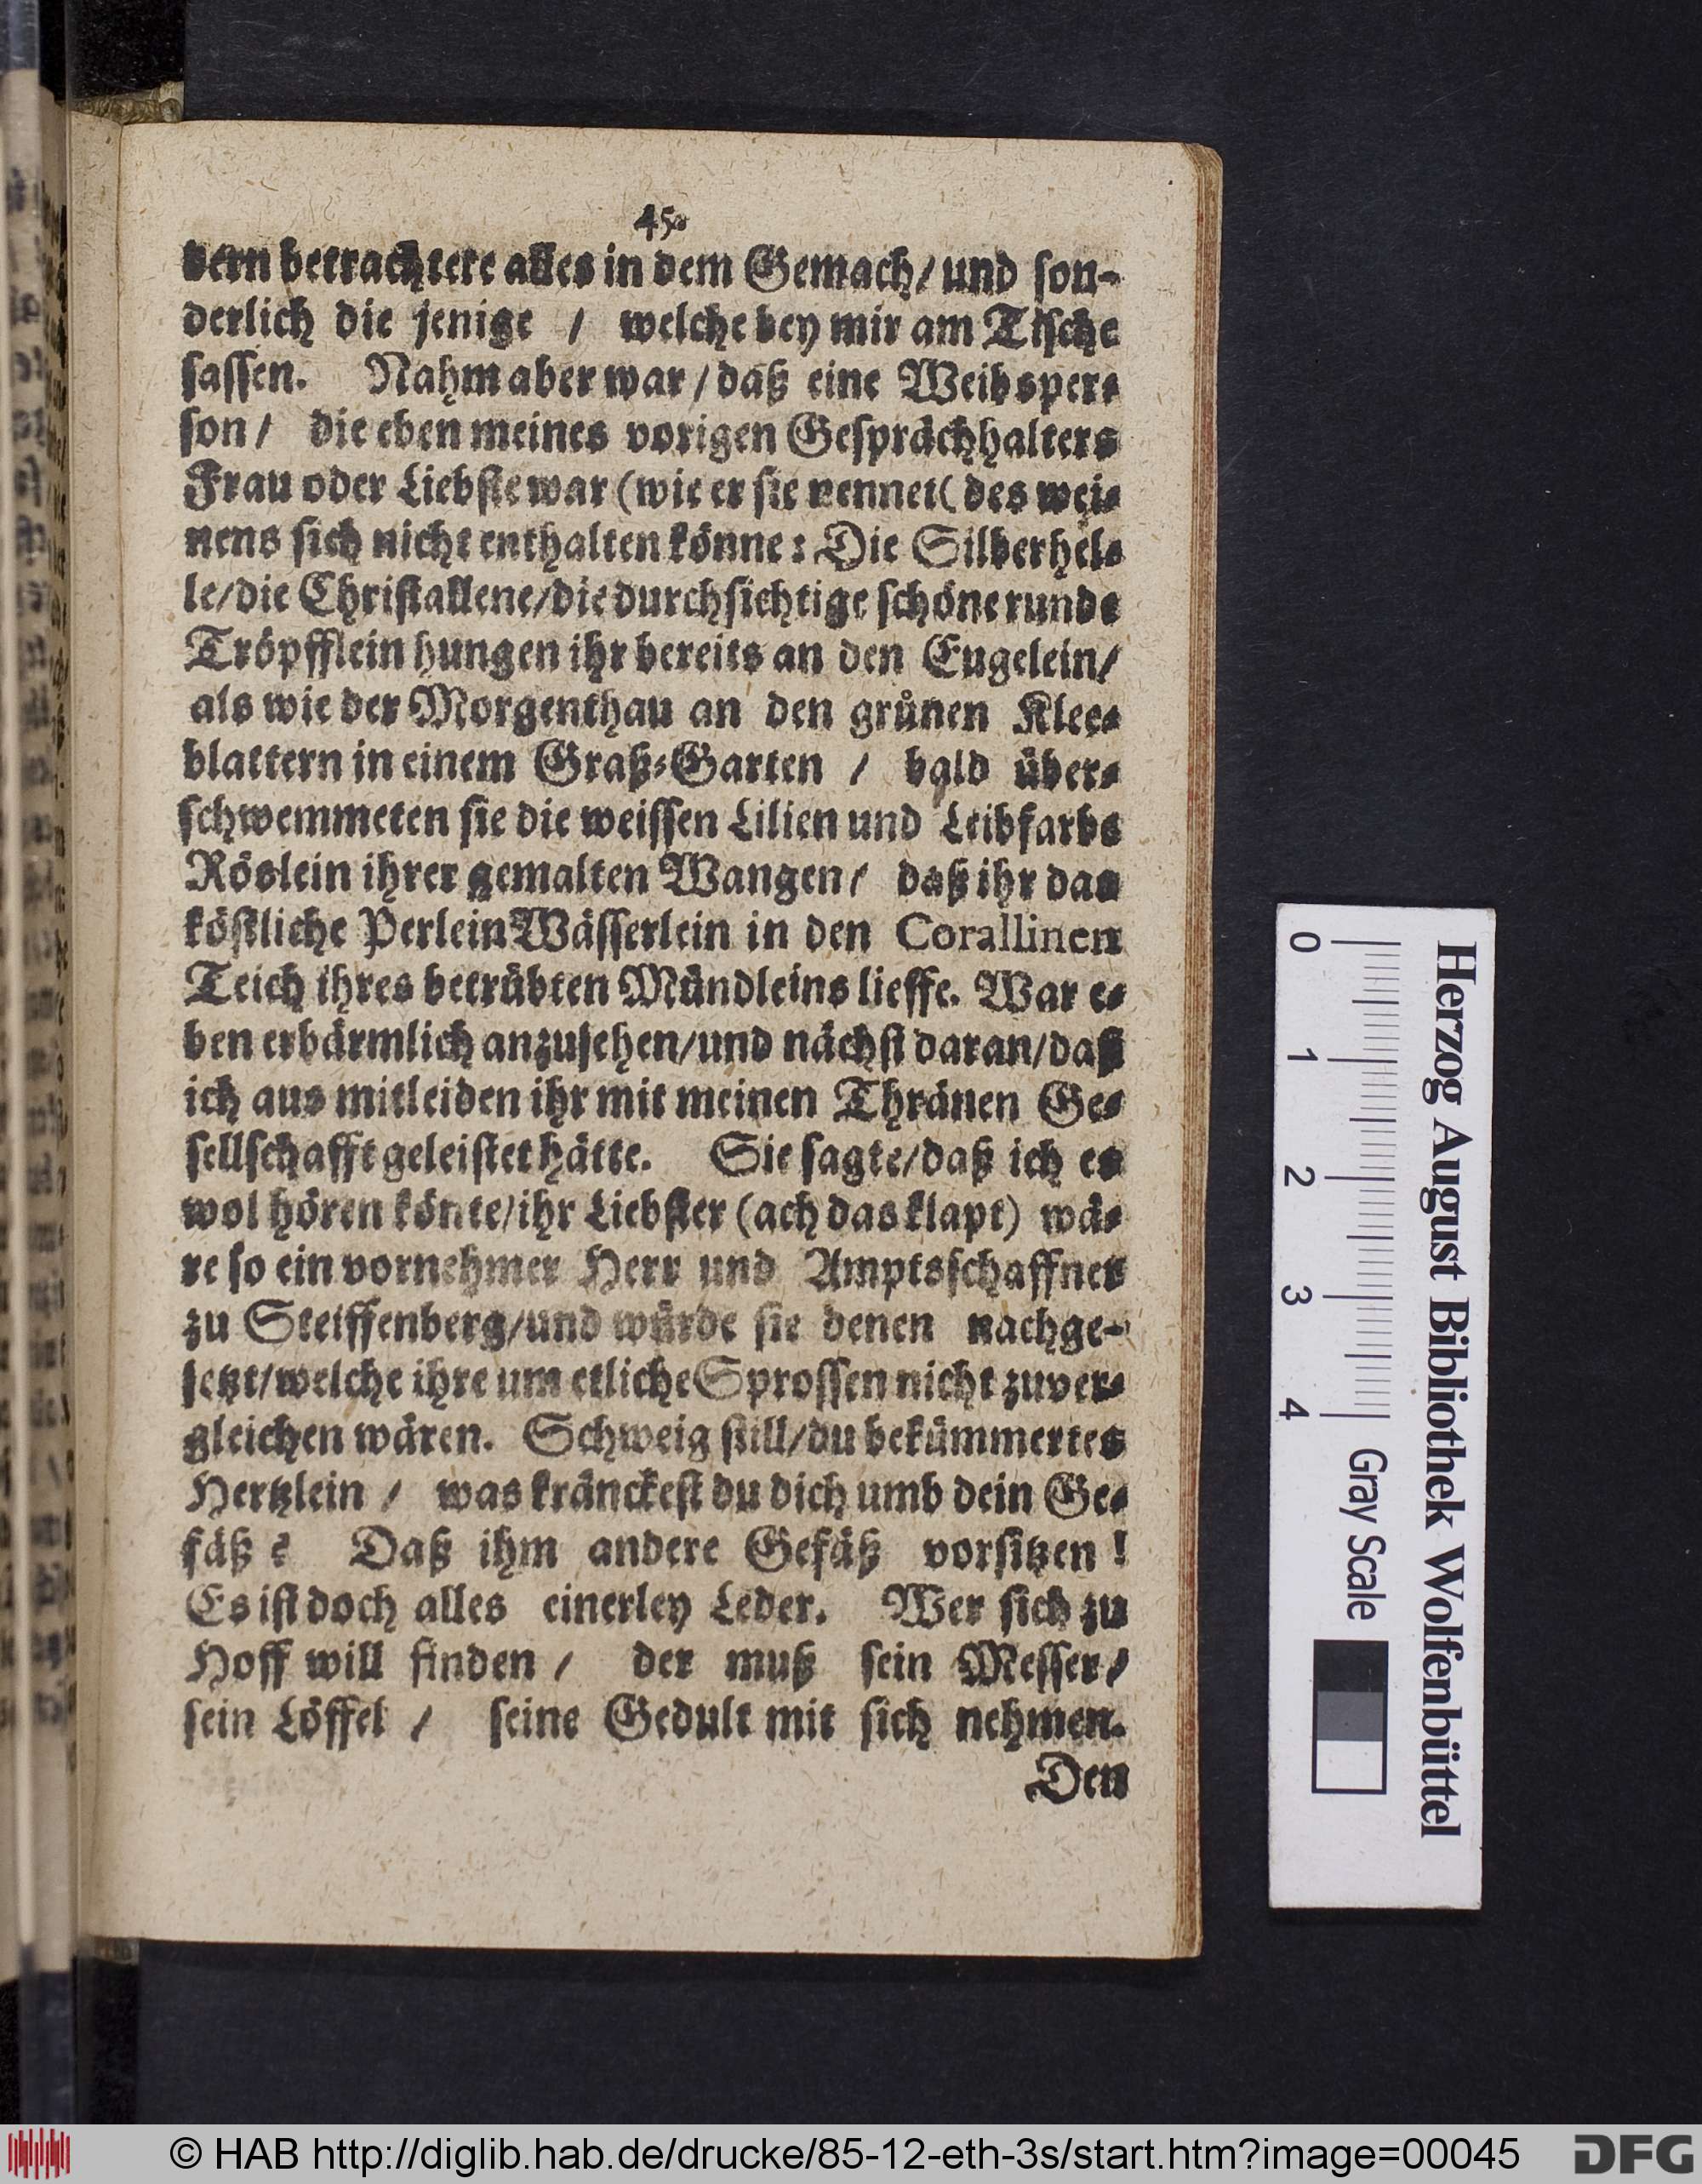 45.
dern betrachtete alles in dem Gemach/ und son-
derlich die jenige / welche bey mir am Tische
sassen. Nahm aber war/ daß eine Weibsper-
son/ die eben meines vorigen Gesprächhalters
Frau oder Liebste war (wie er sie nennet( des wei-
nens sich nicht enthalten könne: Die Silberhel-
le/die Christallene/die durchsichtige schöne runde
Tröpfflein hungen ihr bereits an den Eugelein/
als wie der Morgenthau an den grünen Klee-
blattern in einem Graß-Garten / bald über-
schwemmeten sie die weissen Lilien und Leibfarbe
Röslein ihrer gemalten Wangen/ daß ihr das
köstliche Perlein Wässerlein in den Corallinen
Teich ihres betrübten Mündleins lieffe. War e-
ben erbärmlich anzusehen/und nächst daran/daß
ich aus mitleiden ihr mit meinen Thränen Ge-
sellschafft geleistet hätte. Sie sagte/daß ich es
wol hören könte/ihr Liebster (ach das klapt) wä-
re so ein vornehmer Herr und Amptsschaffner
zu Steiffenberg/und würde sie denen nachge-
setzt/welche ihre um etliche Sprossen nicht zuver-
gleichen wären. Schweig still/du bekümmertes
Hertzlein / was kränckest du dich umb dein Ge-
fäß? Daß ihm andere Gefäß vorsitzen!
Es ist doch alles einerley Leder. Wer sich zu
Hoff will finden / der muß sein Messer/
sein Löffel / seine Gedult mit sich nehmen.
Den
Herzog August Bibliothek Wolfenbüttel
0 1 2 3 4 Gray Scale
© HAB http://diglib.hab.de/drucke/85-12-eth-3s/start.htm?image=00045
DFG